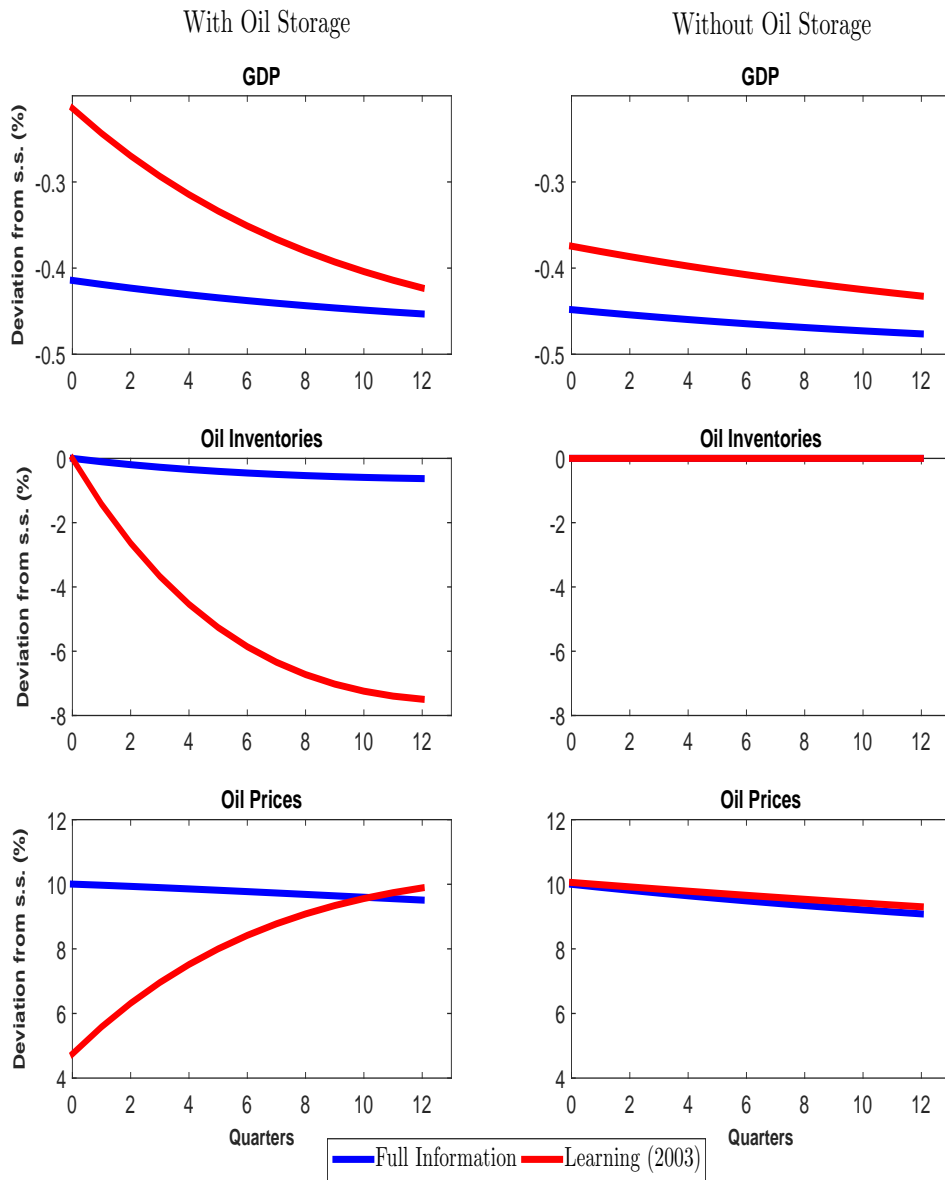 With Oil Storage
Without Oil Storage
GDP
GDP
Deviation from s.s. (%)
-0.3
-0.4
-0.5
0 2 4 6 8 10 12
-0.3
-0.4
-0.5
0 2 4 6 8 10 12
Oil Inventories
Oil Inventories
Deviation from s.s. (%)
0
-2
-4
-6
-8
0 2 4 6 8 10 12
0
-2
-4
-6
-8
0 2 4 6 8 10 12
Oil Prices
Oil Prices
Deviation from s.s. (%)
12
10
8
6
4
0 2 4 6 8 10 12
Quarters
12
10
8
6
4
0 2 4 6 8 10 12
Quarters
Full Information Learning (2003)